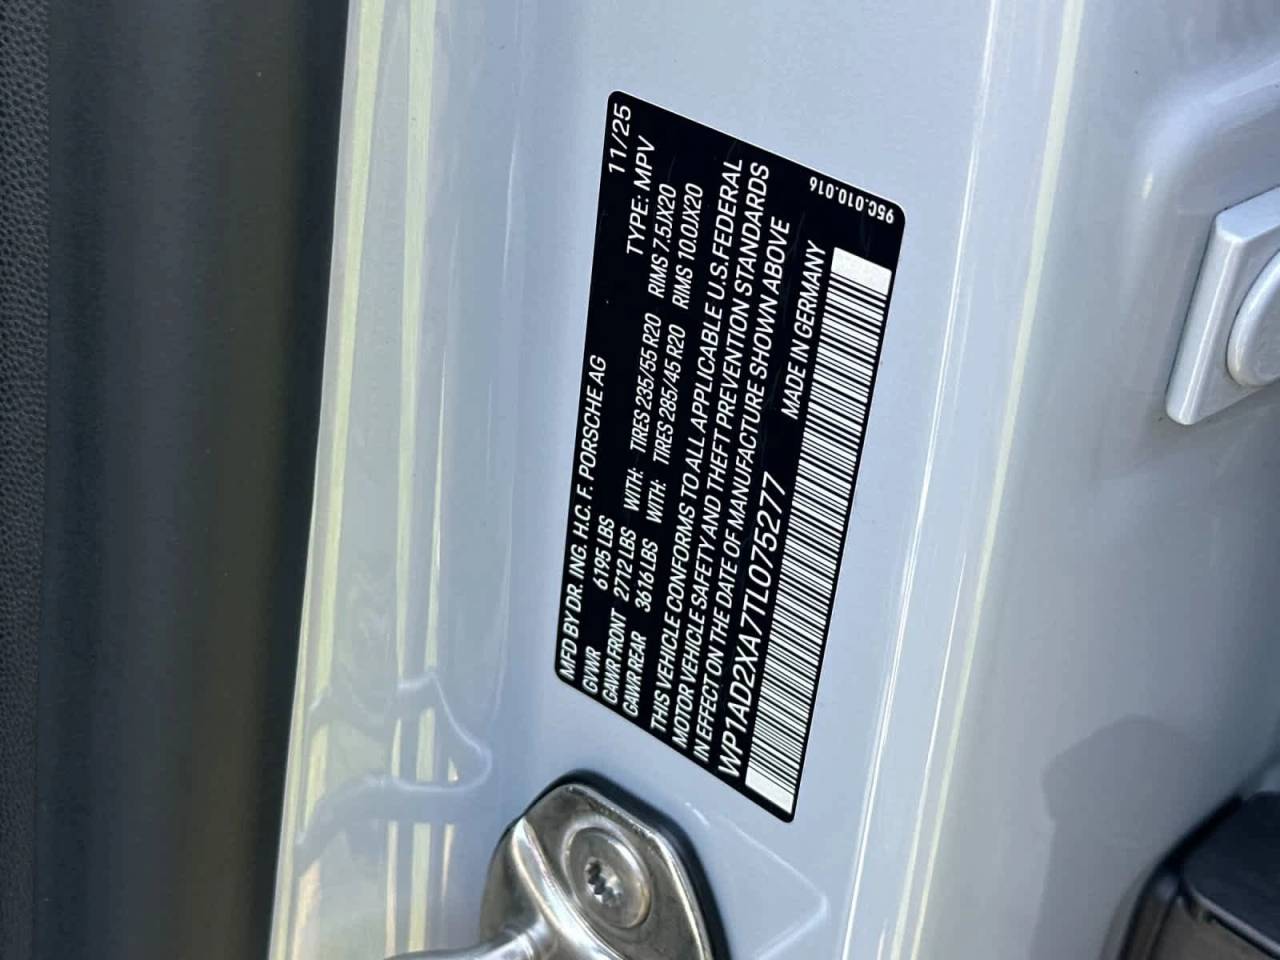 MFD BY DR. ING. H.C. F. PORSCHE AG 11/25
GVWR 6195 LBS TYPE: MPV
GAWR FRONT 2712 LBS WITH: TIRES 235/55 R20 RIMS 7.5JX20
GAWR REAR 3616 LBS WITH: TIRES 285/45 R20 RIMS 10.0JX20
THIS VEHICLE CONFORMS TO ALL APPLICABLE U.S.FEDERAL
MOTOR VEHICLE SAFETY AND THEFT PREVENTION STANDARDS
IN EFFECT ON THE DATE OF MANUFACTURE SHOWN ABOVE
WP1AD2XA7TL075277 MADE IN GERMANY
95C.010.016